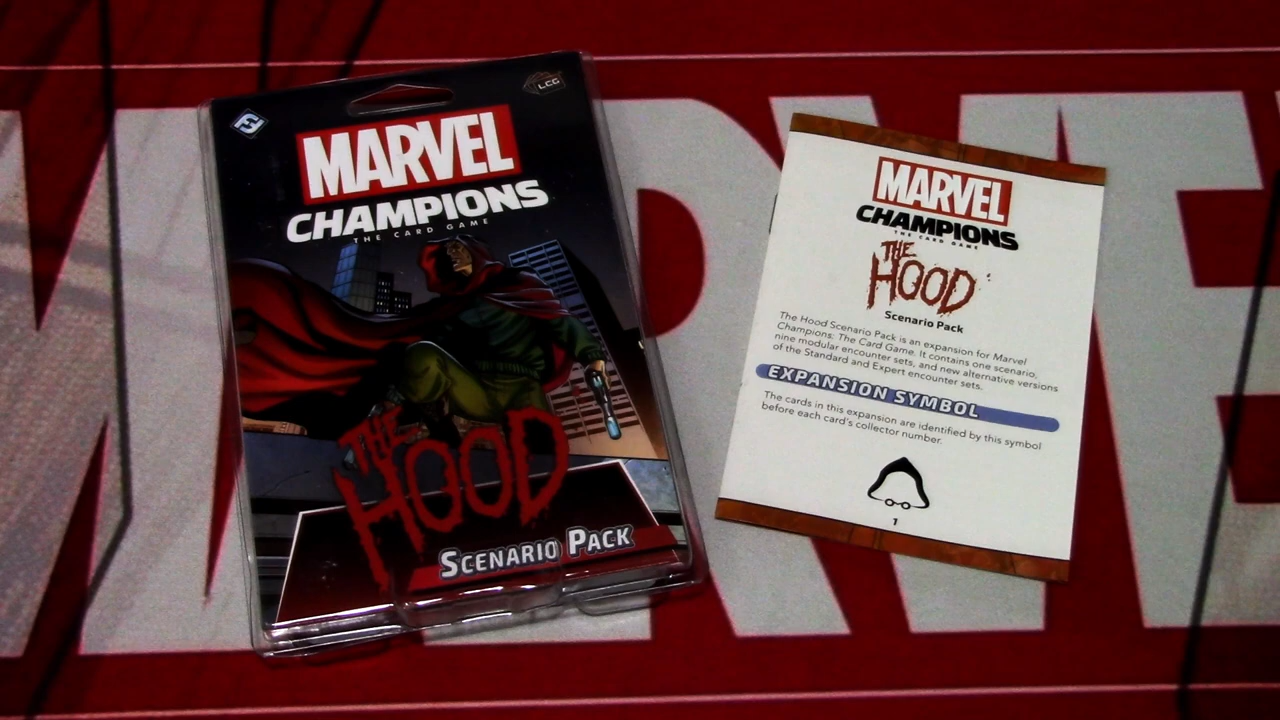 LCG
MARVEL
CHAMPIONS
THE CARD GAME
THE
HOOD
SCENARIO PACK
MARVEL
CHAMPIONS
THE CARD GAME
THE
HOOD
Scenario Pack
The Hood Scenario Pack is an expansion for Marvel
Champions: The Card Game. It contains one scenario,
nine modular encounter sets, and new alternative versions
of the Standard and Expert encounter sets.
EXPANSION SYMBOL
The cards in this expansion are identified by this symbol
before each card's collector number.
1
MARVE